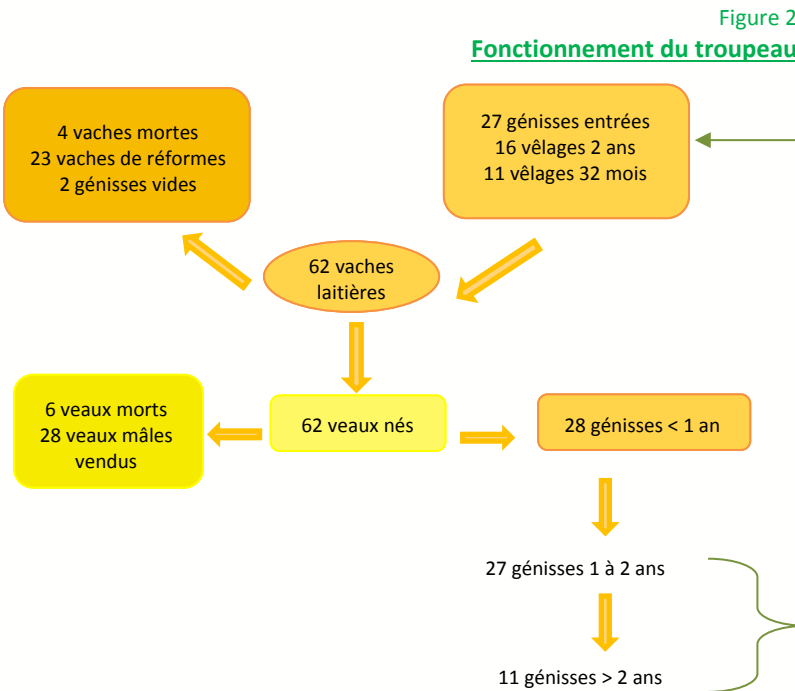 Figure 2
Fonctionnement du troupeau
4 vaches mortes
23 vaches de réformes
2 génisses vides
27 génisses entrées
16 vêlages 2 ans
11 vêlages 32 mois
62 vaches
laitières
6 veaux morts
28 veaux mâles
vendus
62 veaux nés
28 génisses < 1 an
27 génisses 1 à 2 ans
11 génisses > 2 ans